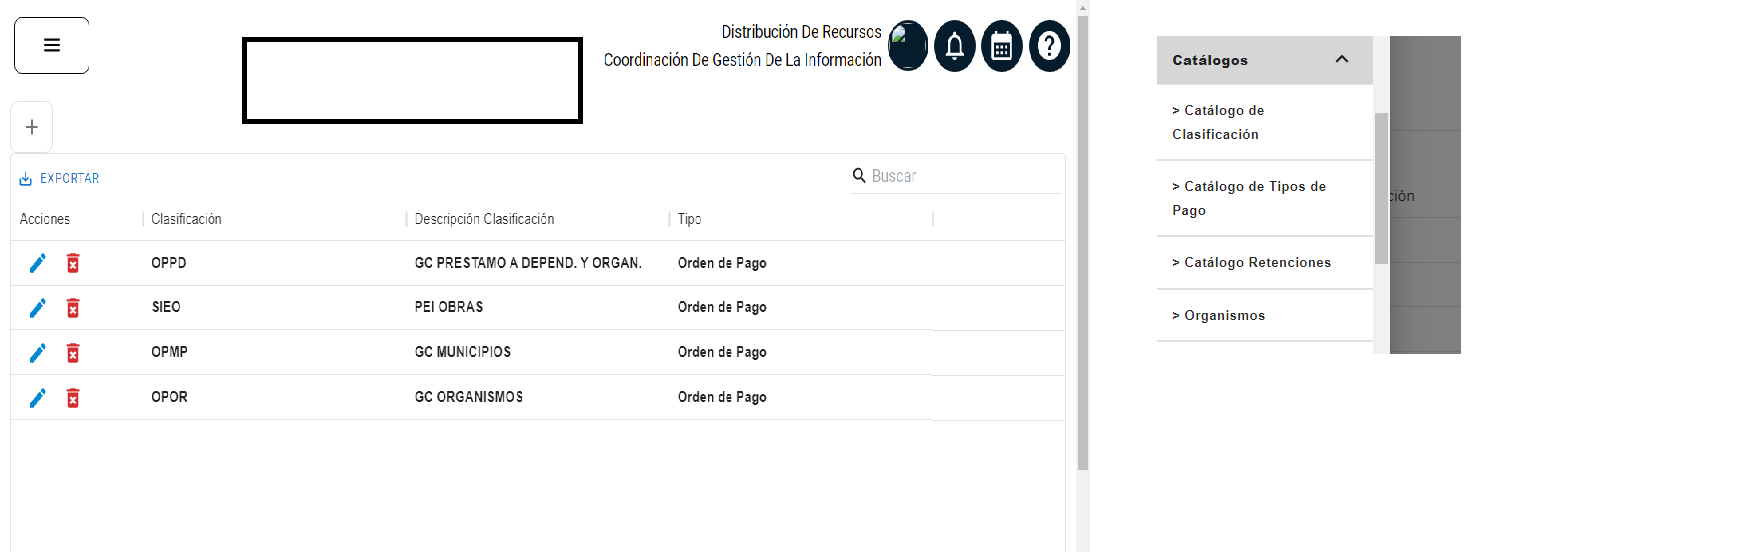 Distribución De Recursos
Coordinación De Gestión De La Información
EXPORTAR
Buscar
Acciones Clasificación Descripción Clasificación Tipo
OPPD GC PRESTAMO A DEPEND. Y ORGAN. Orden de Pago
SIEO PEI OBRAS Orden de Pago
OPMP GC MUNICIPIOS Orden de Pago
OPOR GC ORGANISMOS Orden de Pago
Catálogos
> Catálogo de
Clasificación
> Catálogo de Tipos de
Pago
> Catálogo Retenciones
> Organismos
ción